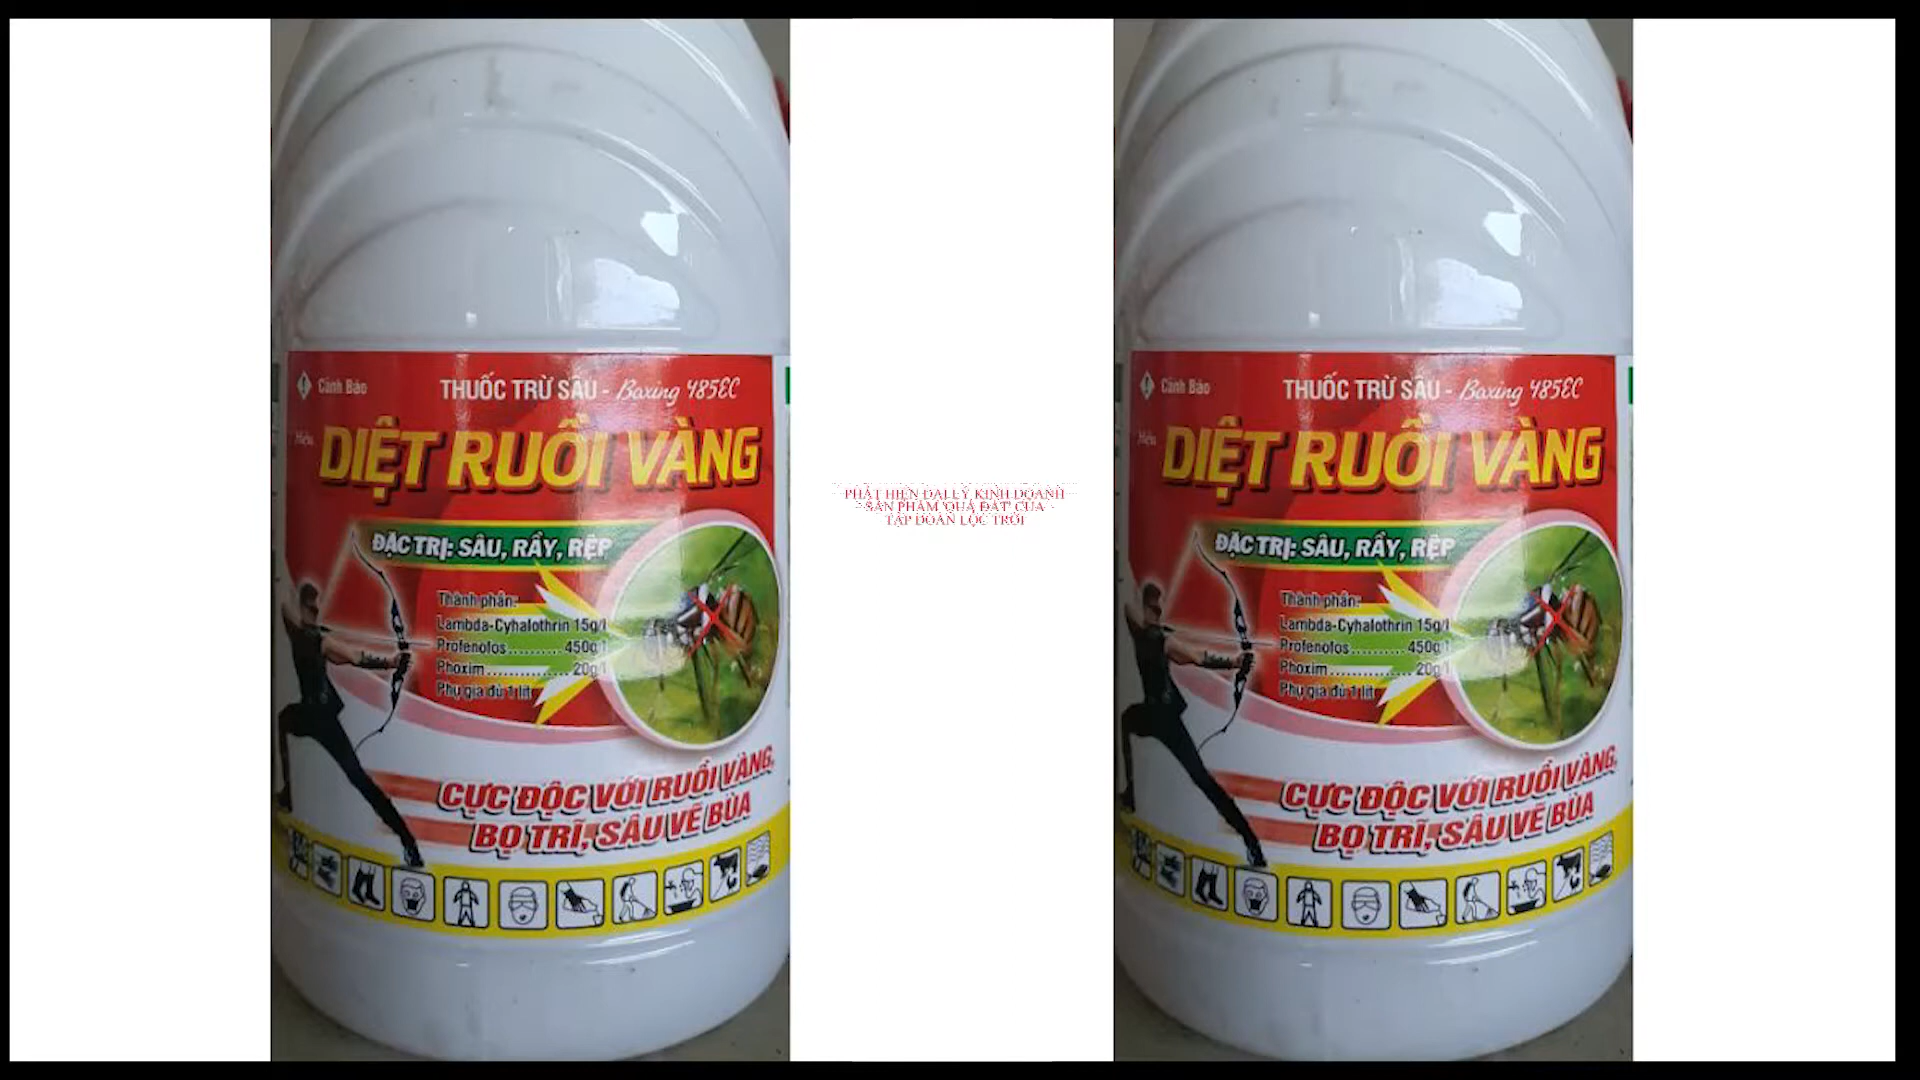 Cảnh Báo
THUỐC TRỪ SÂU - Boxing 485EC
Hiệu
DIỆT RUỒI VÀNG
ĐẶC TRỊ: SÂU, RẦY, RỆP
Thành phần:
Lambda-Cyhalothrin 15g/l
Profenofos.......... 450g/l
Phoxim............... 20g/l
Phụ gia đủ 1 lít
CỰC ĐỘC VỚI RUỒI VÀNG,
BỌ TRĨ, SÂU VẼ BÙA
PHÁT HIỆN ĐẠI LÝ KINH DOANH
SẢN PHẨM 'QUÁ ĐÁT' CỦA
TẬP ĐOÀN LỘC TRỜI
Cảnh Báo
THUỐC TRỪ SÂU - Boxing 485EC
Hiệu
DIỆT RUỒI VÀNG
ĐẶC TRỊ: SÂU, RẦY, RỆP
Thành phần:
Lambda-Cyhalothrin 15g/l
Profenofos.......... 450g/l
Phoxim............... 20g/l
Phụ gia đủ 1 lít
CỰC ĐỘC VỚI RUỒI VÀNG,
BỌ TRĨ, SÂU VẼ BÙA